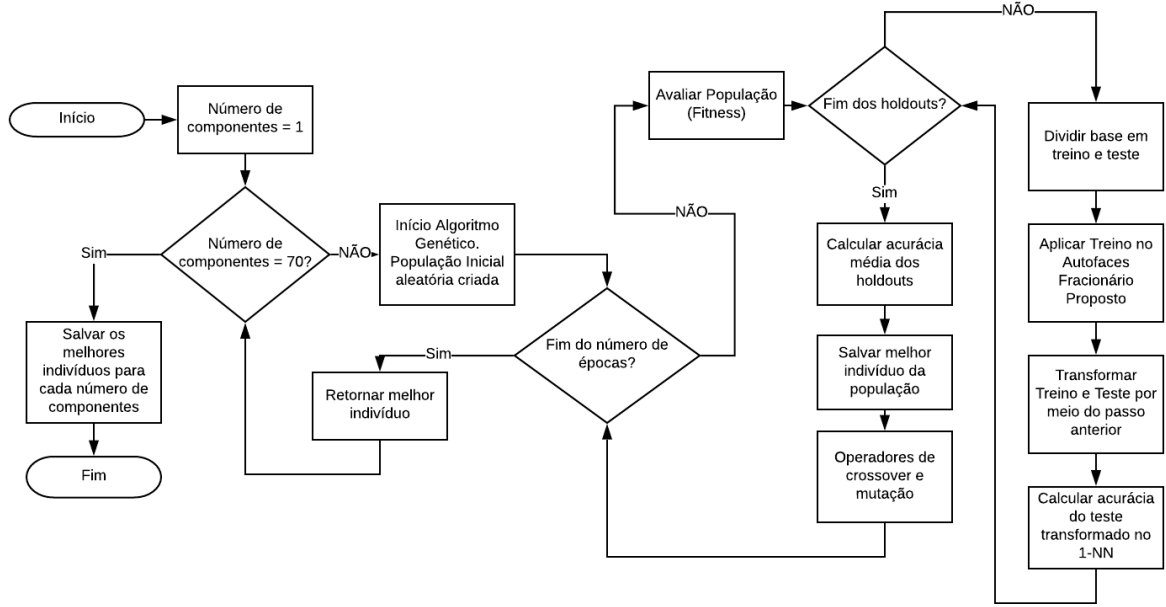 Início
Número de
componentes = 1
Número de
componentes = 70?
Sim
Salvar os
melhores
indivíduos para
cada número de
componentes
Fim
NÃO
Início Algoritmo
Genético.
População Inicial
aleatória criada
Fim do número de
épocas?
Sim
Retornar melhor
indivíduo
NÃO
Avaliar População
(Fitness)
Fim dos holdouts?
Sim
Calcular acurácia
média dos
holdouts
Salvar melhor
indivíduo da
população
Operadores de
crossover e
mutação
NÃO
Dividir base em
treino e teste
Aplicar Treino no
Autofaces
Fracionário
Proposto
Transformar
Treino e Teste por
meio do passo
anterior
Calcular acurácia
do teste
transformado no
1-NN